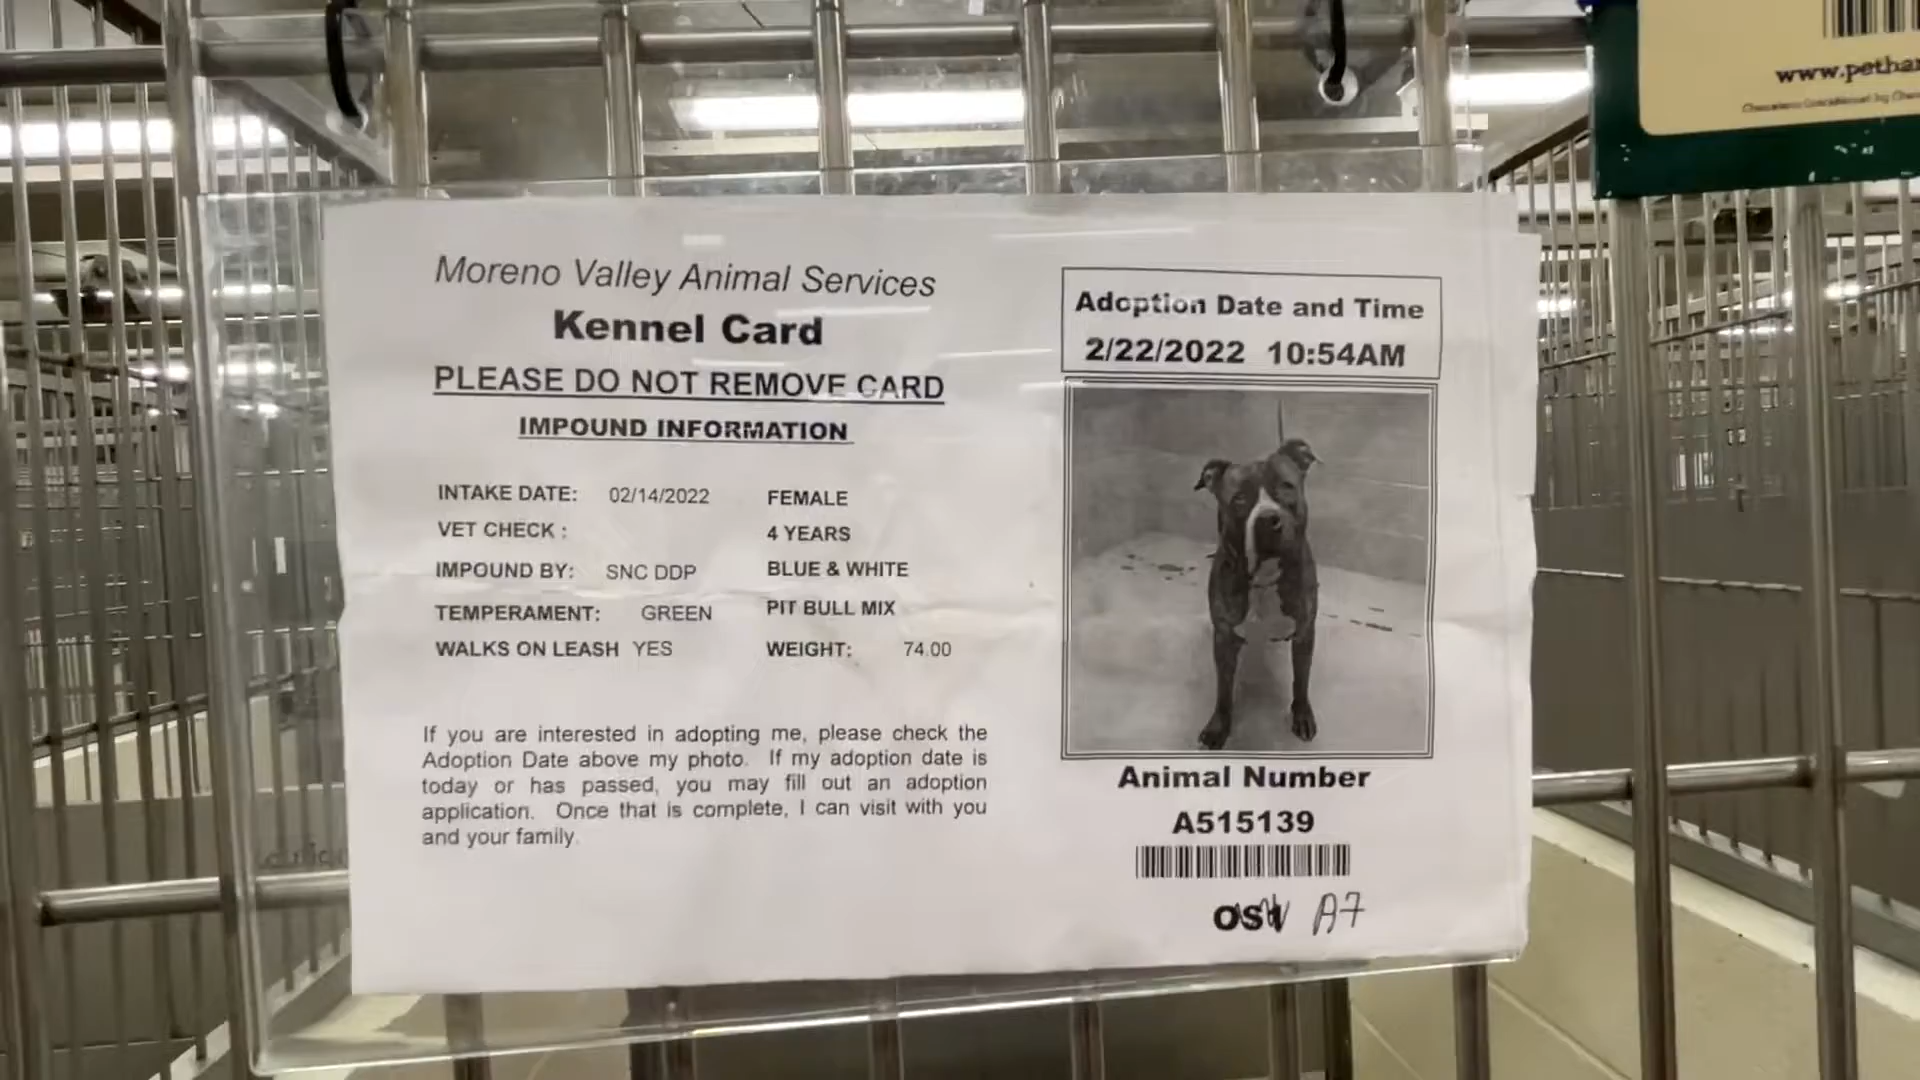 www.petha
Moreno Valley Animal Services
Kennel Card
PLEASE DO NOT REMOVE CARD
IMPOUND INFORMATION
INTAKE DATE: 02/14/2022 FEMALE
VET CHECK : 4 YEARS
IMPOUND BY: SNC DDP BLUE & WHITE
TEMPERAMENT: GREEN PIT BULL MIX
WALKS ON LEASH YES WEIGHT: 74.00
If you are interested in adopting me, please check the
Adoption Date above my photo. If my adoption date is
today or has passed, you may fill out an adoption
application. Once that is complete, I can visit with you
and your family.
Adoption Date and Time
2/22/2022 10:54AM
Animal Number
A515139
A7